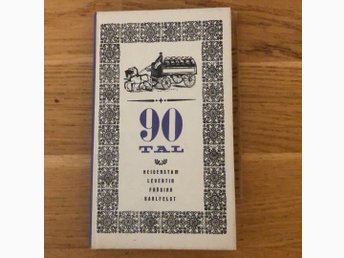 90
TAL
HEIDENSTAM
LEVERTIN
FRÖDING
KARLFELDT